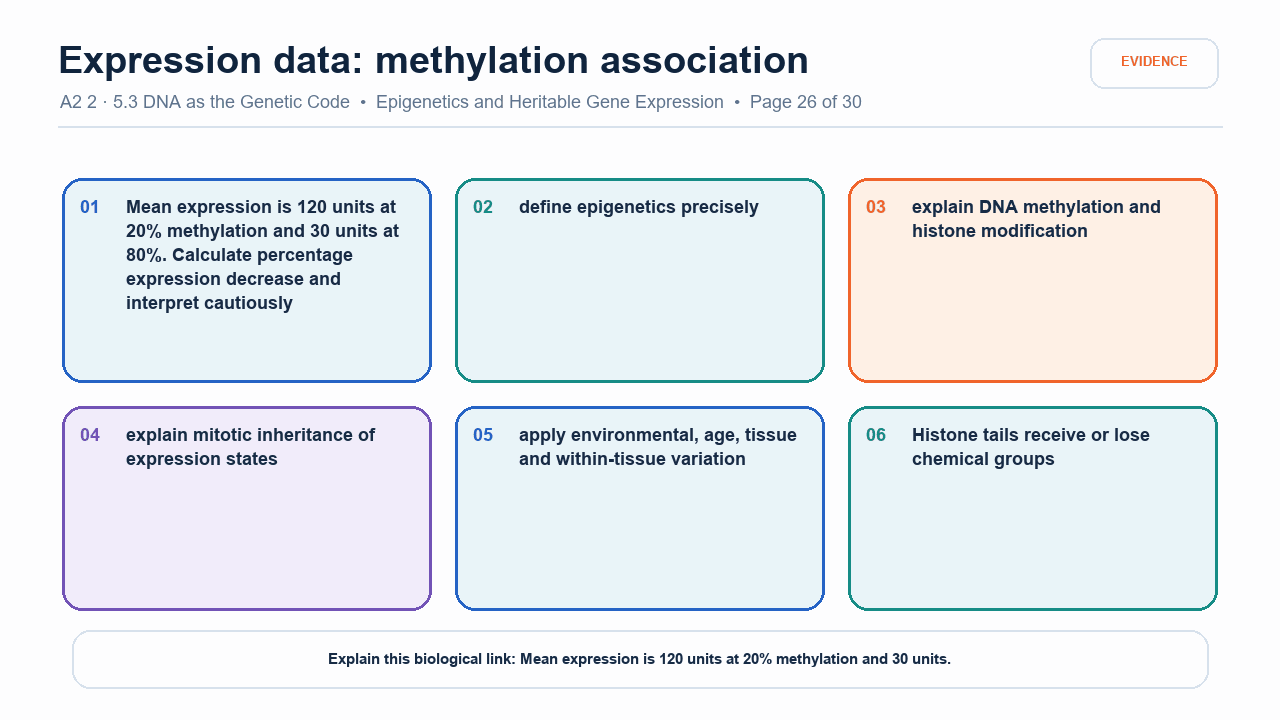 Expression data: methylation association
EVIDENCE
A2 2 · 5.3 DNA as the Genetic Code • Epigenetics and Heritable Gene Expression • Page 26 of 30
01
Mean expression is 120 units at
20% methylation and 30 units at
80%. Calculate percentage
expression decrease and
interpret cautiously
02
define epigenetics precisely
03
explain DNA methylation and
histone modification
04
explain mitotic inheritance of
expression states
05
apply environmental, age, tissue
and within-tissue variation
06
Histone tails receive or lose
chemical groups
Explain this biological link: Mean expression is 120 units at 20% methylation and 30 units.